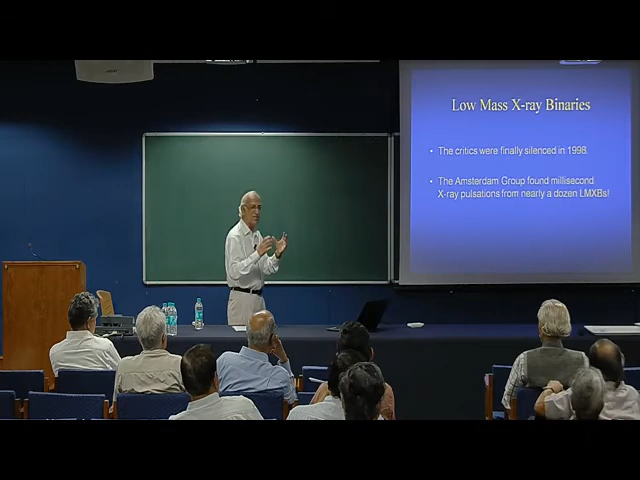 Low Mass X-ray Binaries
• The critics were finally silenced in 1998.
• The Amsterdam Group found millisecond
X-ray pulsations from nearly a dozen LMXBs!